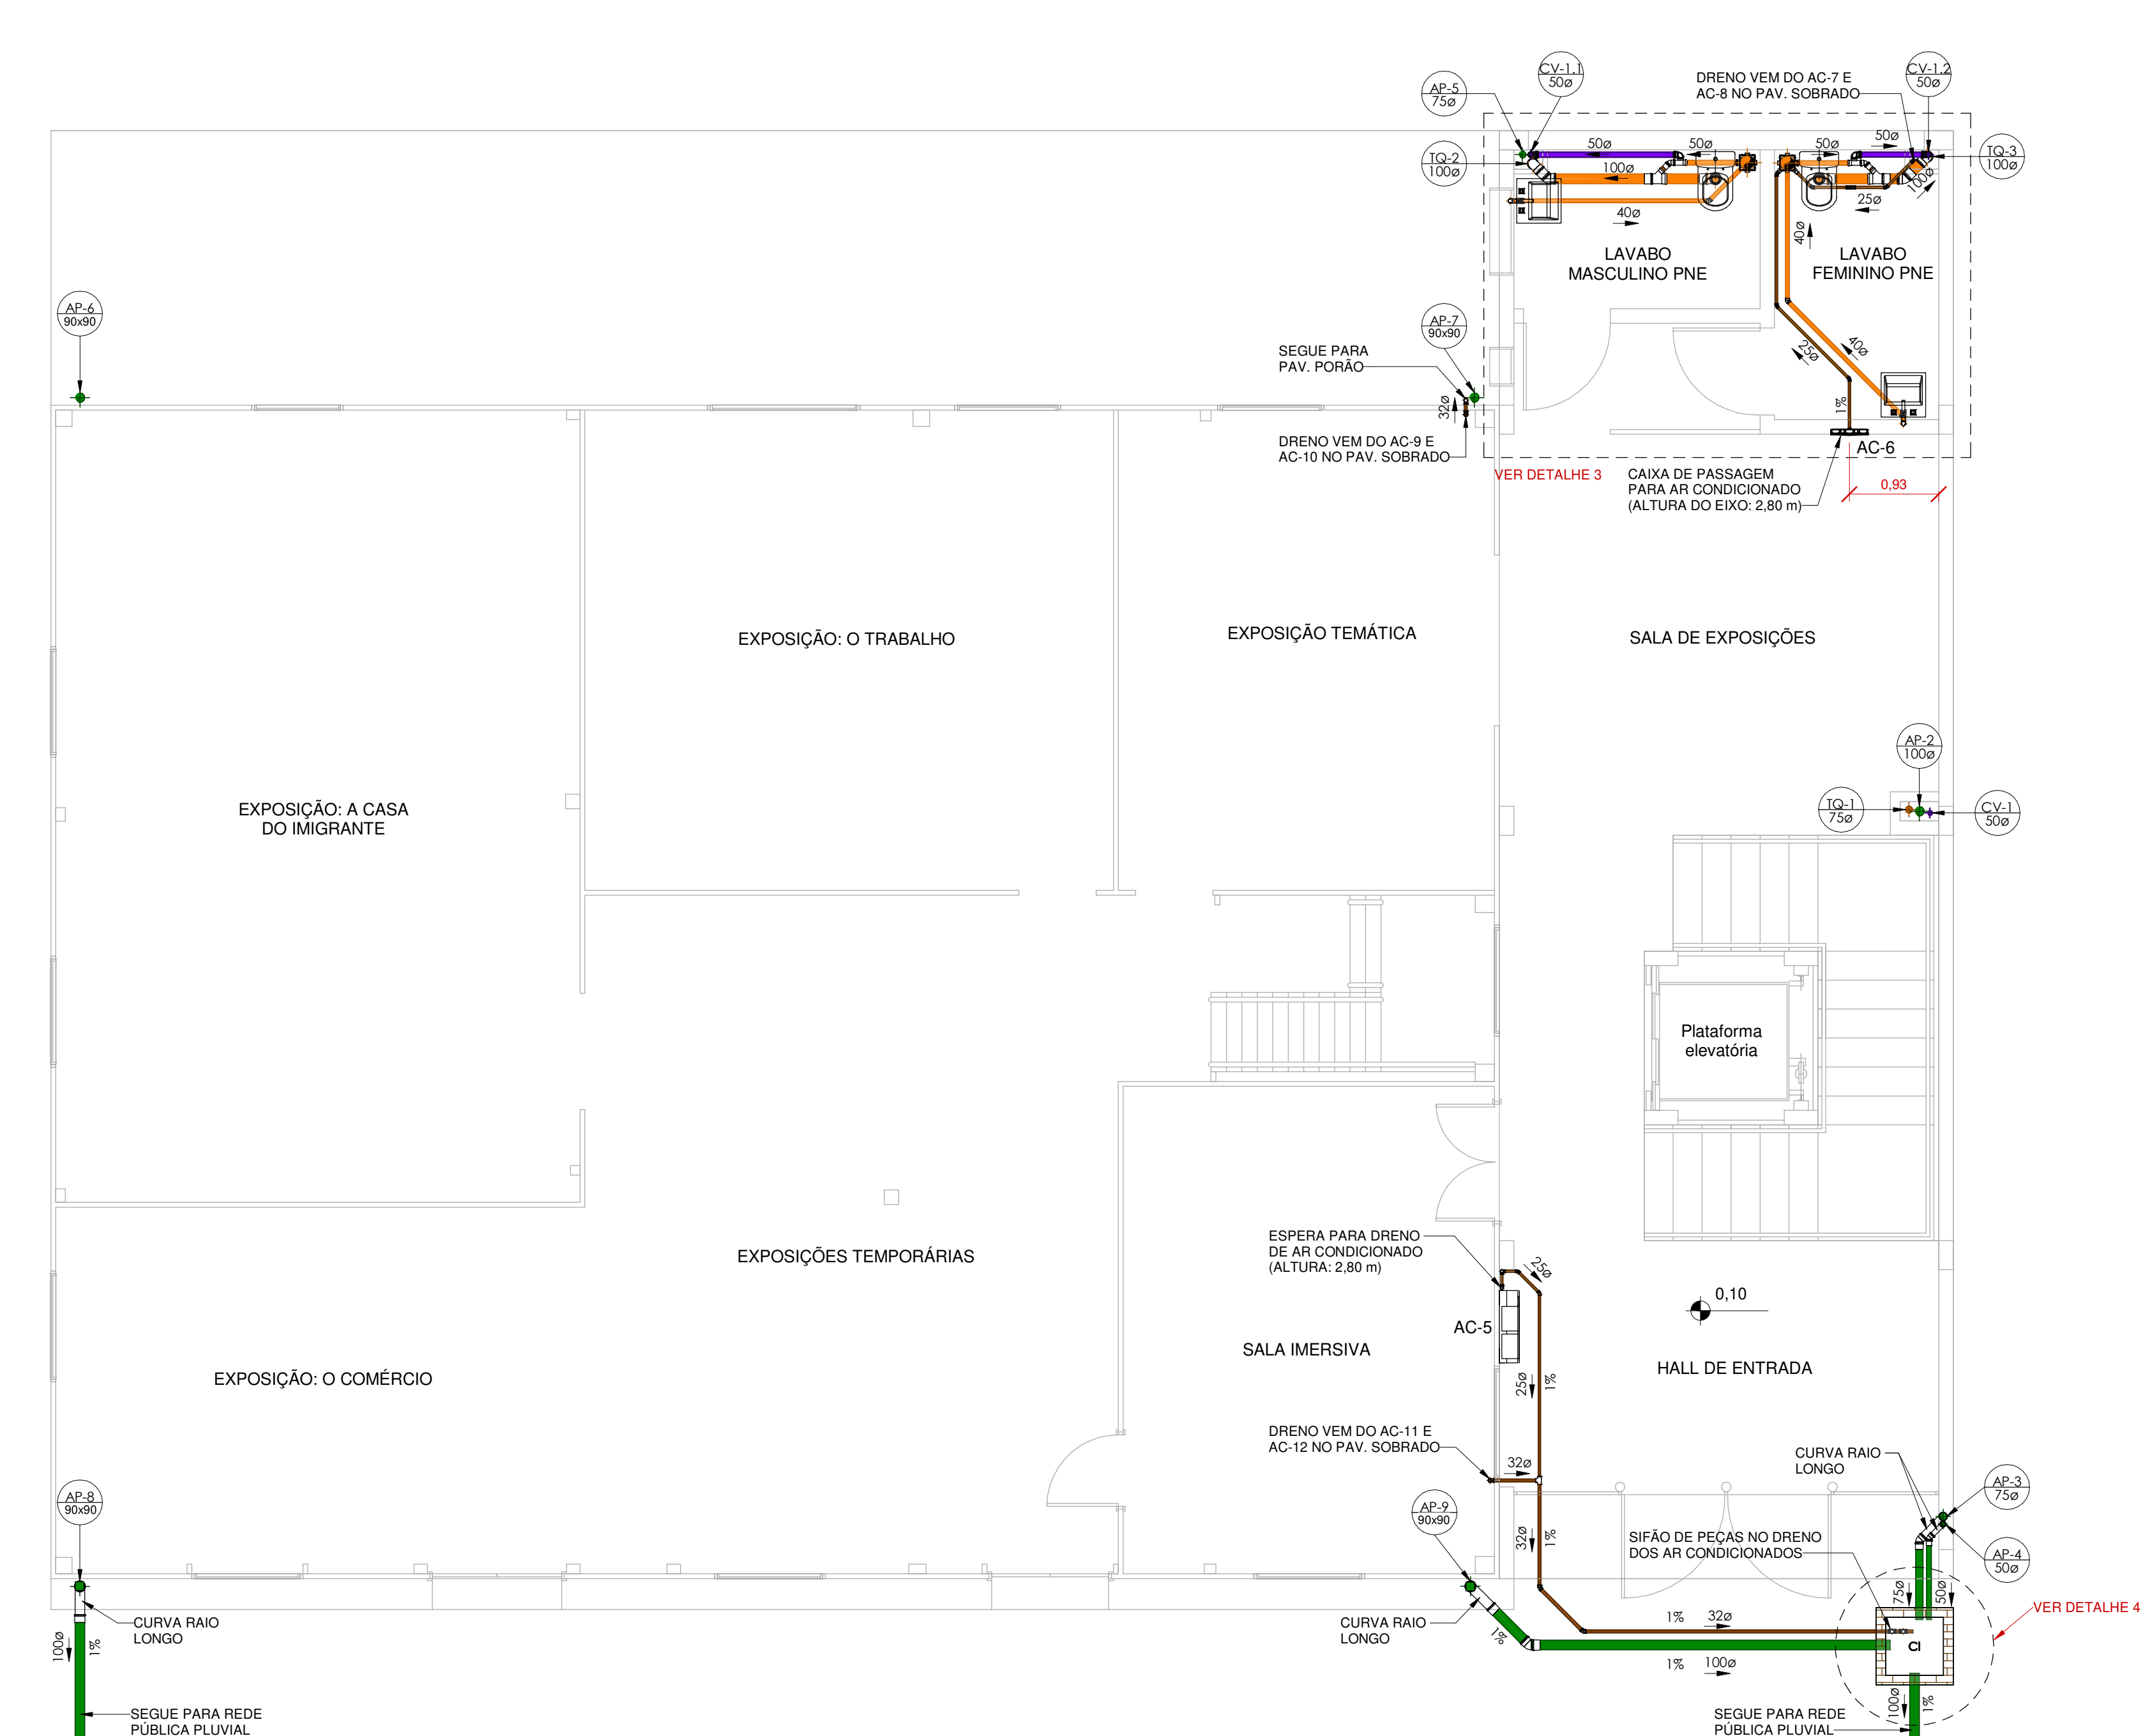 DRENO VEM DO AC-7 E
AC-8 NO PAV. SOBRADO
AP-5
75ø
CV-1.1
50ø
CV-1.2
50ø
TQ-2
100ø
TQ-3
100ø
50ø
50ø
50ø
50ø
100ø
100ø
40ø
25ø
40ø
LAVABO
MASCULINO PNE
LAVABO
FEMININO PNE
AP-6
90x90
AP-7
90x90
SEGUE PARA
PAV. PORÃO
32ø
25ø
40ø
1%
DRENO VEM DO AC-9 E
AC-10 NO PAV. SOBRADO
AC-6
VER DETALHE 3
CAIXA DE PASSAGEM
PARA AR CONDICIONADO
(ALTURA DO EIXO: 2,80 m)
0,93
EXPOSIÇÃO: O TRABALHO
EXPOSIÇÃO TEMÁTICA
SALA DE EXPOSIÇÕES
AP-2
100ø
TQ-1
75ø
CV-1
50ø
EXPOSIÇÃO: A CASA
DO IMIGRANTE
Plataforma
elevatória
ESPERA PARA DRENO
DE AR CONDICIONADO
(ALTURA: 2,80 m)
25ø
EXPOSIÇÕES TEMPORÁRIAS
0,10
AC-5
SALA IMERSIVA
HALL DE ENTRADA
EXPOSIÇÃO: O COMÉRCIO
25ø
1%
DRENO VEM DO AC-11 E
AC-12 NO PAV. SOBRADO
32ø
CURVA RAIO
LONGO
AP-3
75ø
AP-8
90x90
AP-9
90x90
32ø
1%
SIFÃO DE PEÇAS NO DRENO
DOS AR CONDICIONADOS
AP-4
50ø
75ø
50ø
VER DETALHE 4
CURVA RAIO
LONGO
CURVA RAIO
LONGO
1%
1%
32ø
CI
1%
100ø
100ø
1%
SEGUE PARA REDE
PÚBLICA PLUVIAL
SEGUE PARA REDE
PÚBLICA PLUVIAL
100ø
1%